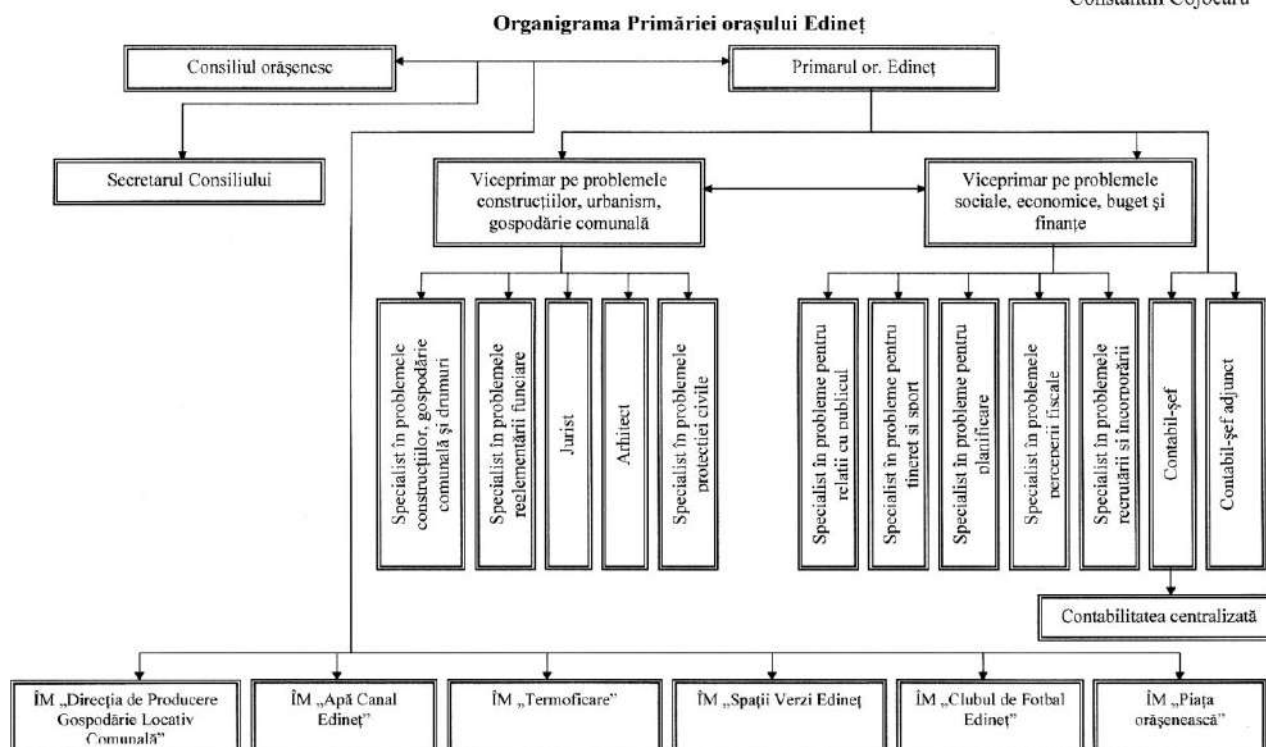 Constantin Cojocaru
Organigrama Primăriei orașului Edineț
Consiliul orășenesc
Primarul or. Edineț
Secretarul Consiliului
Viceprimar pe problemele
construcțiilor, urbanism,
gospodărie comunală
Viceprimar pe problemele
sociale, economice, buget și
finanțe
Specialist în problemele
construcțiilor, gospodărie
comunală și drumuri
Specialist în problemele
reglementării funciare
Jurist
Arhitect
Specialist în problemele
protecției civile
Specialist în probleme pentru
relații cu publicul
Specialist în probleme pentru
tineret si sport
Specialist în probleme pentru
planificare
Specialist în problemele
perceperii fiscale
Specialist în problemele
recrutării si încorporării
Contabil-șef
Contabil-șef adjunct
Contabilitatea centralizată
ÎM „Direcția de Producere
Gospodărie Locativ
Comunală”
ÎM „Apă Canal
Edineț”
ÎM „Termoficare”
ÎM „Spații Verzi Edineț
ÎM „Clubul de Fotbal
Edineț”
ÎM „Piața
orășenească”